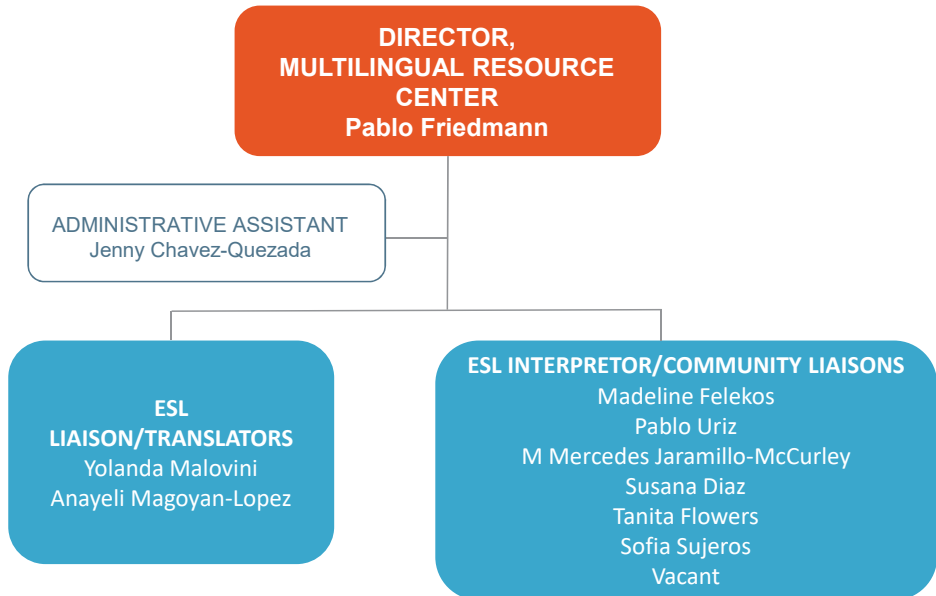 DIRECTOR,
MULTILINGUAL RESOURCE
CENTER
Pablo Friedmann
ADMINISTRATIVE ASSISTANT
Jenny Chavez-Quezada
ESL
LIAISON/TRANSLATORS
Yolanda Malovini
Anayeli Magoyan-Lopez
ESL INTERPRETOR/COMMUNITY LIAISONS
Madeline Felekos
Pablo Uriz
M Mercedes Jaramillo-McCurley
Susana Diaz
Tanita Flowers
Sofia Sujeros
Vacant